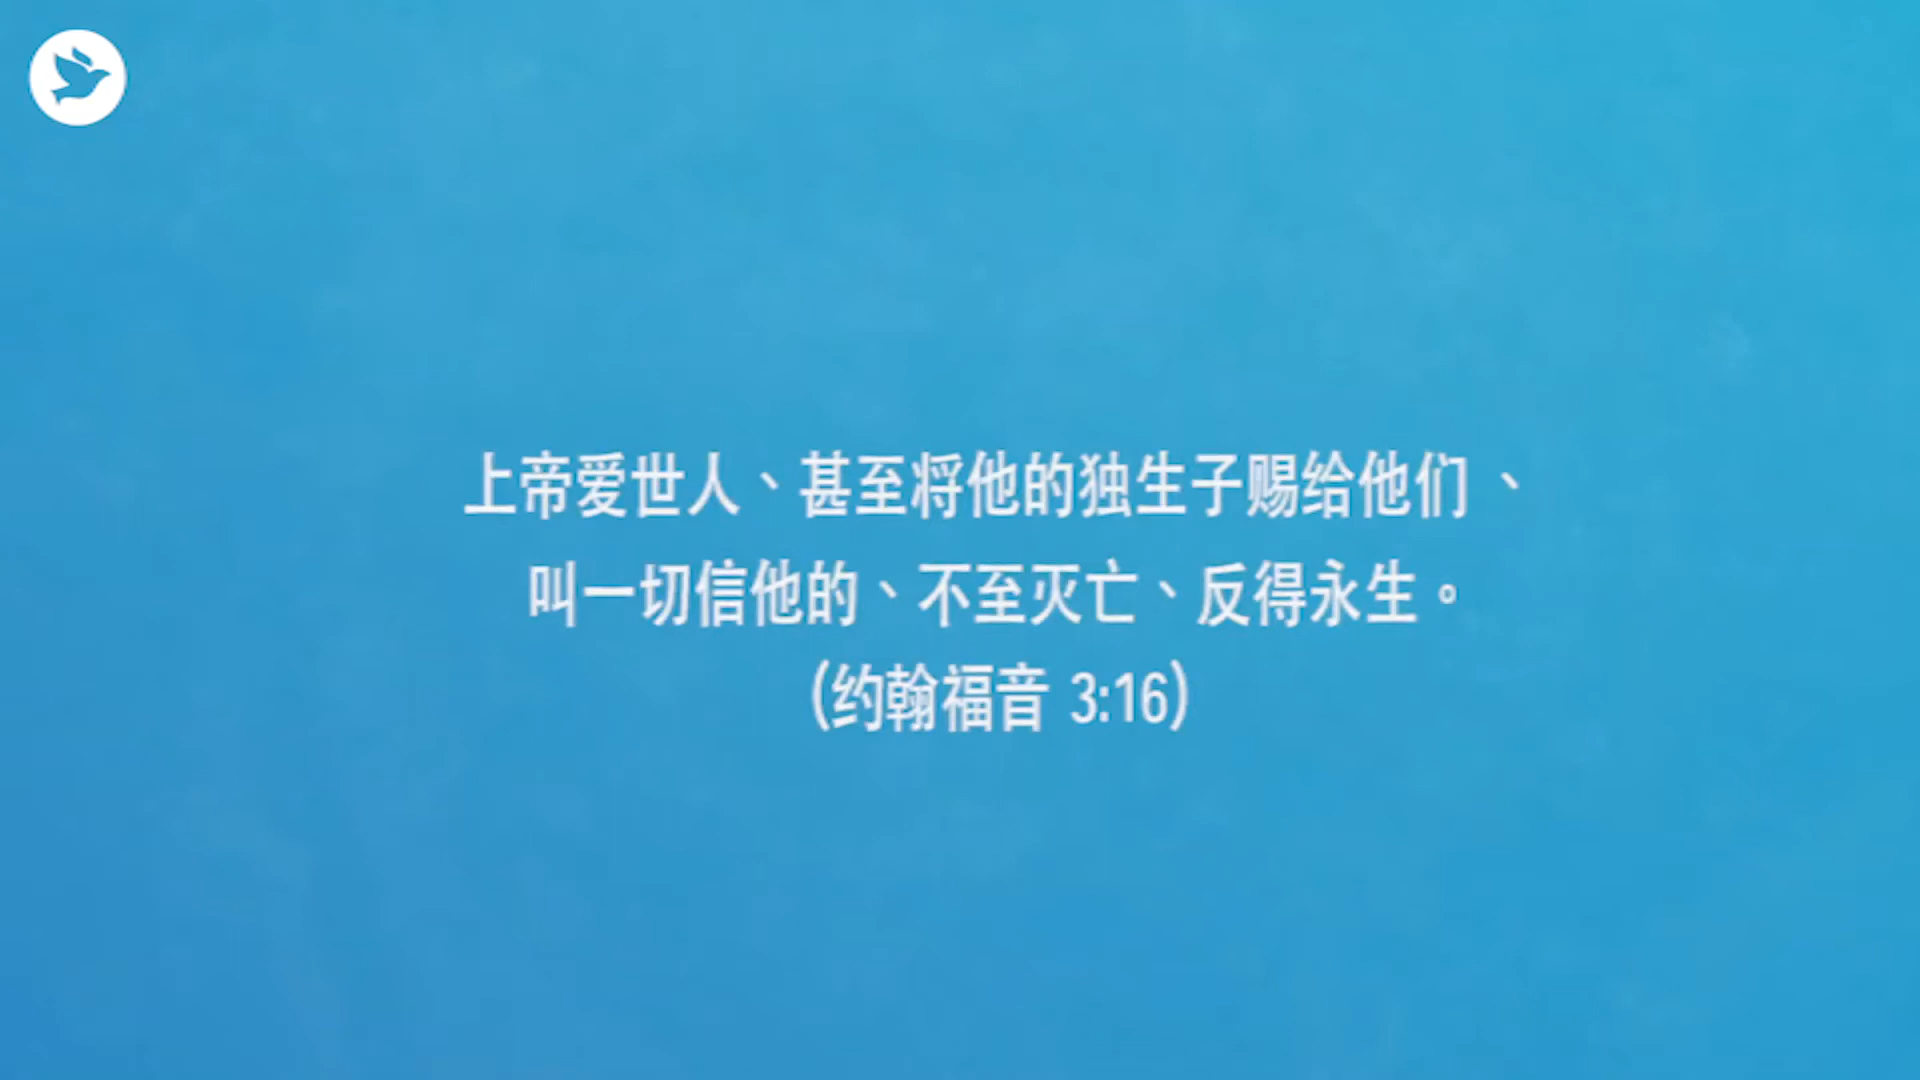 上帝爱世人、甚至将他的独生子赐给他们、
叫一切信他的、不至灭亡、反得永生。
(约翰福音 3:16)